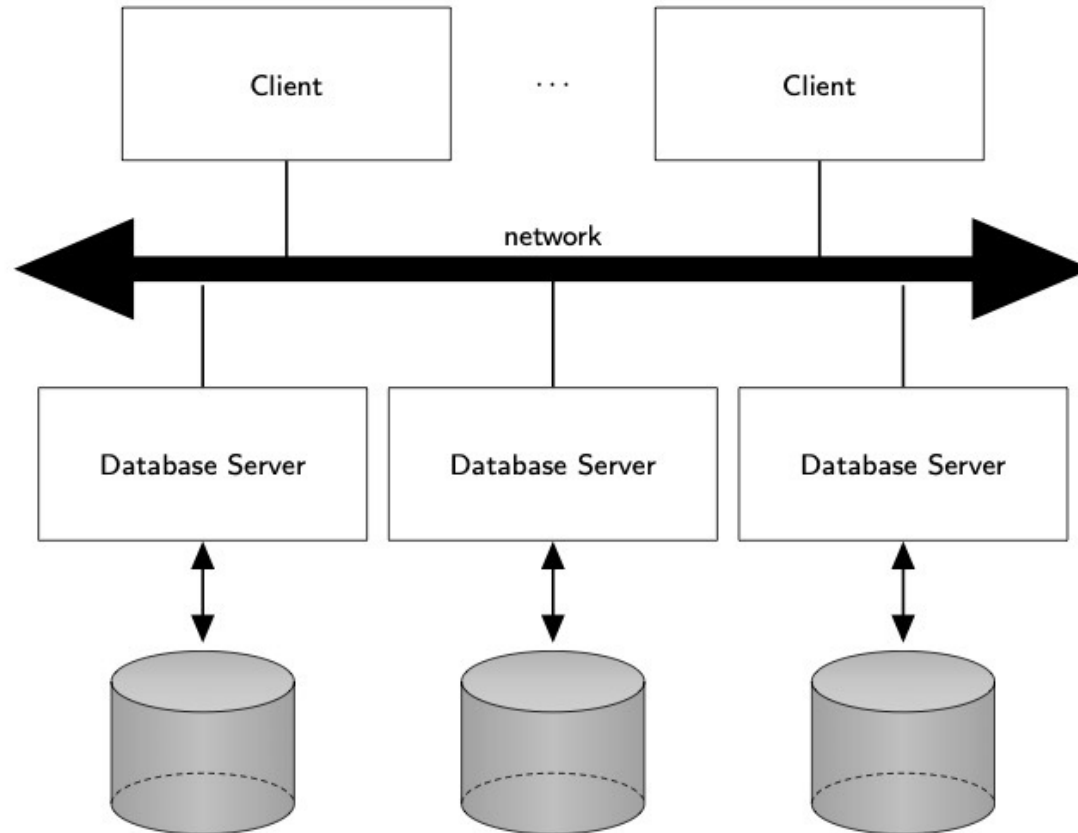 Client
...
Client
network
Database Server
Database Server
Database Server